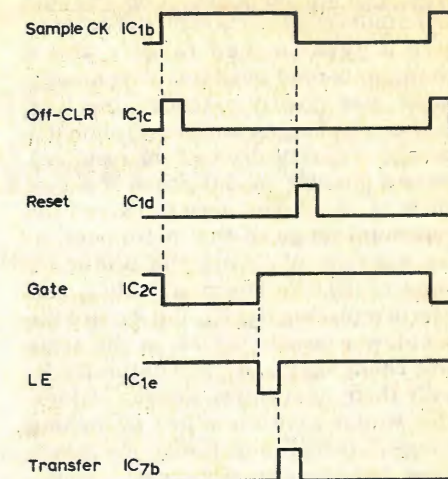 Sample CK IC1b
Off-CLR IC1c
Reset IC1d
Gate IC2c
LE IC1e
Transfer IC7b